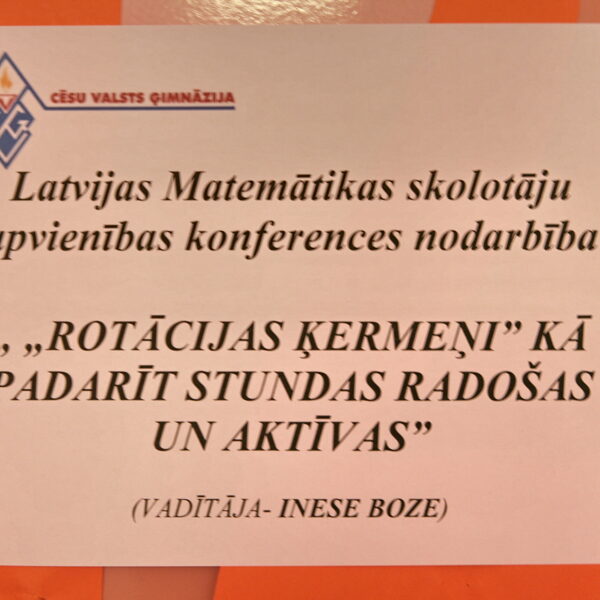 CĒSU VALSTS ĢIMNĀZIJA
Latvijas Matemātikas skolotāju
apvienības konferences nodarbība
, „ROTĀCIJAS ĶERMEŅI” KĀ
PADARĪT STUNDAS RADOŠAS
UN AKTĪVAS”
(VADĪTĀJA- INESE BOZE)